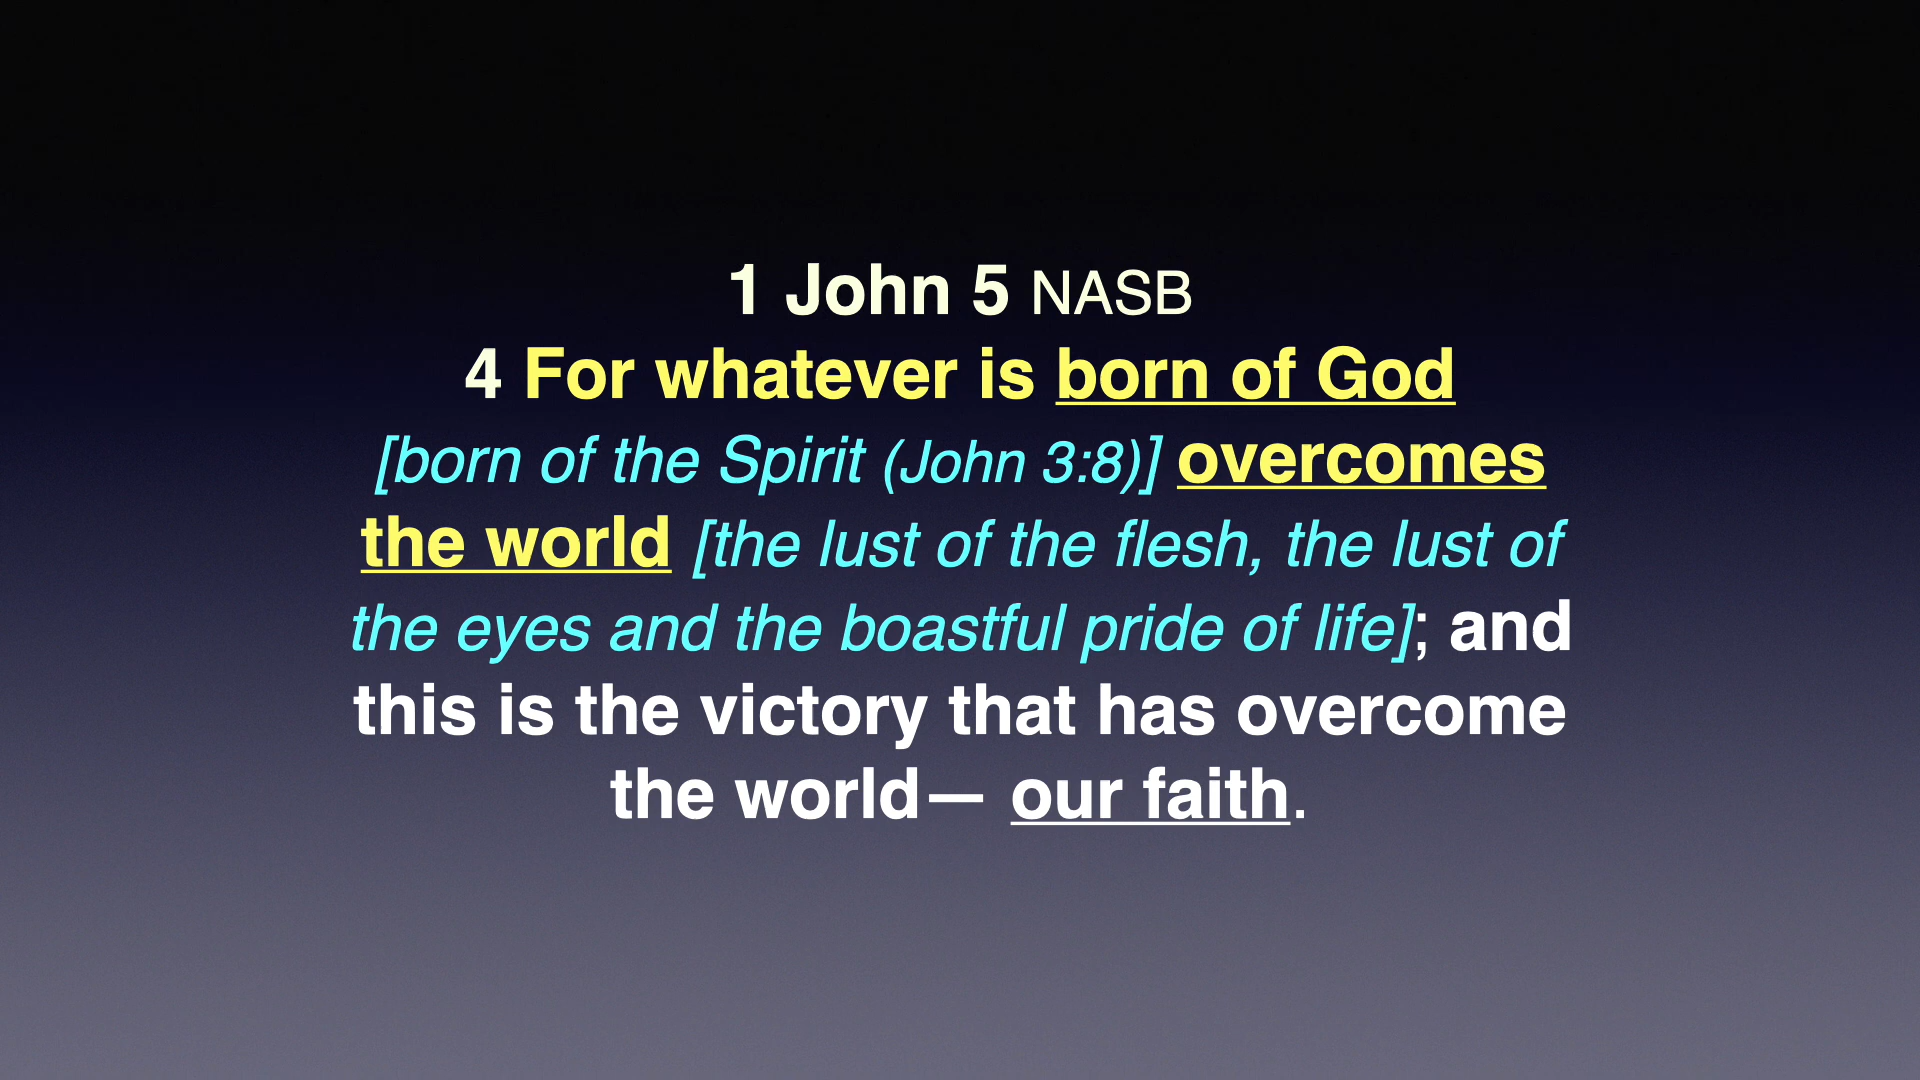 1 John 5 NASB
4 For whatever is born of God
[born of the Spirit (John 3:8)] overcomes
the world [the lust of the flesh, the lust of
the eyes and the boastful pride of life]; and
this is the victory that has overcome
the world— our faith.